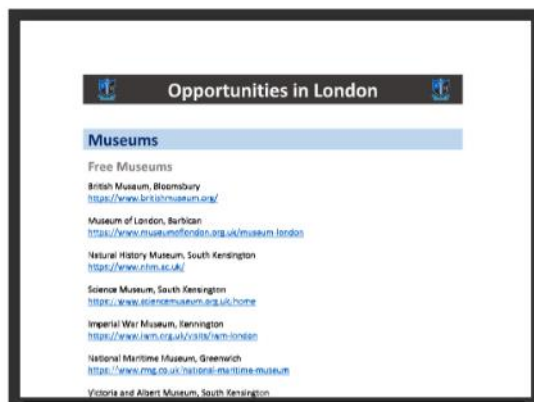 Opportunities in London
Museums
Free Museums
British Museum, Bloomsbury
https://www.britishmuseum.org/
Museum of London, Barbican
https://www.museumoflondon.org.uk/museum-london
Natural History Museum, South Kensington
https://www.nhm.ac.uk/
Science Museum, South Kensington
https://www.sciencemuseum.org.uk/home
Imperial War Museum, Kennington
https://www.iwm.org.uk/visits/iwm-london
National Maritime Museum, Greenwich
https://www.rmg.co.uk/national-maritime-museum
Victoria and Albert Museum, South Kensington